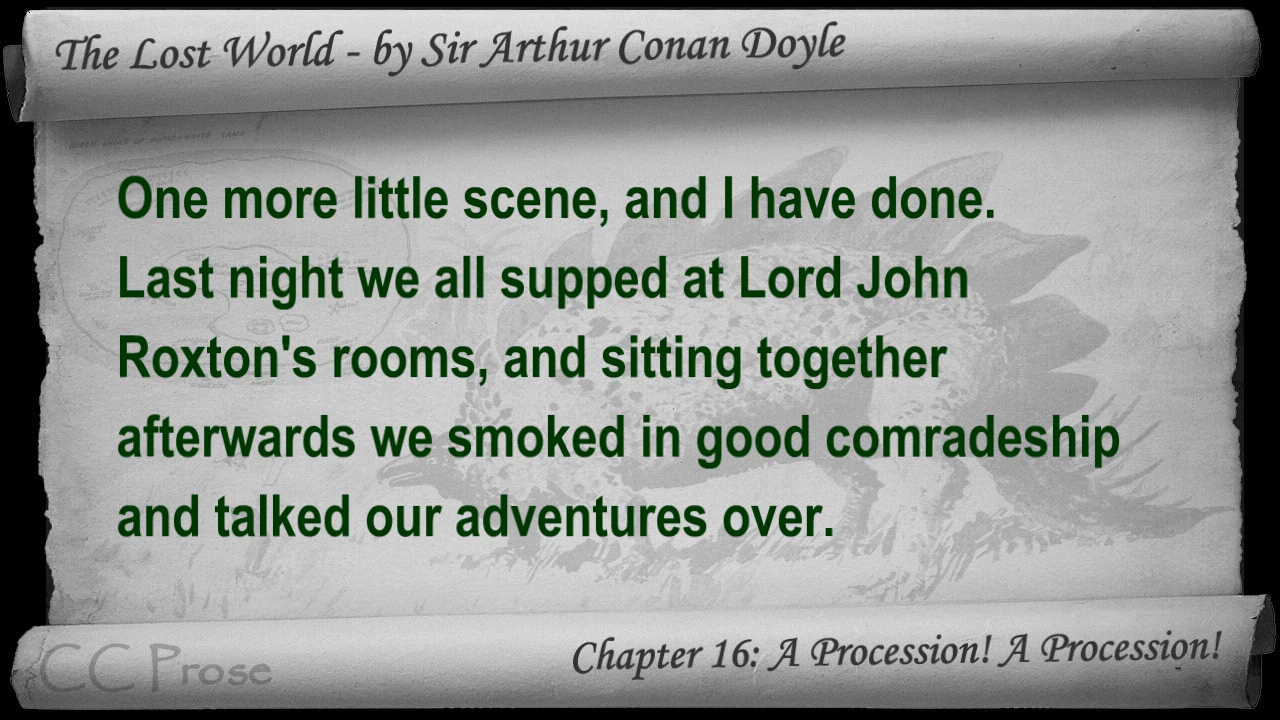 The Lost World - by Sir Arthur Conan Doyle
One more little scene, and I have done.
Last night we all supped at Lord John
Roxton's rooms, and sitting together
afterwards we smoked in good comradeship
and talked our adventures over.
CC Prose
Chapter 16: A Procession! A Procession!